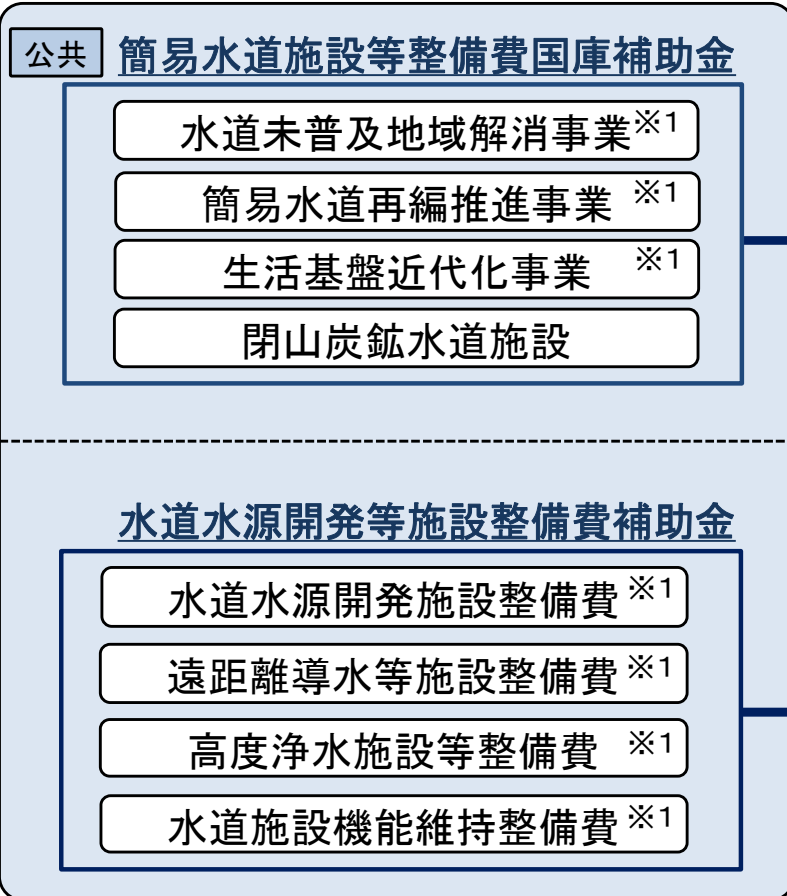 公共 簡易水道施設等整備費国庫補助金
水道未普及地域解消事業※1
簡易水道再編推進事業 ※1
生活基盤近代化事業 ※1
閉山炭鉱水道施設
水道水源開発等施設整備費補助金
水道水源開発施設整備費※1
遠距離導水等施設整備費※1
高度浄水施設等整備費 ※1
水道施設機能維持整備費※1